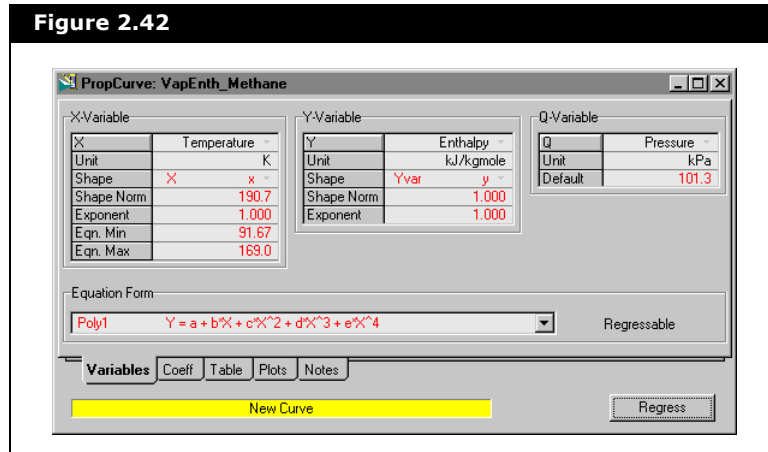 Figure 2.42
PropCurve: VapEnth_Methane
X-Variable
X Temperature
Unit K
Shape X x
Shape Norm 190.7
Exponent 1.000
Eqn. Min 91.67
Eqn. Max 169.0
Y-Variable
Y Enthalpy
Unit kJ/kgmole
Shape Yvar y
Shape Norm 1.000
Exponent 1.000
Q-Variable
Q Pressure
Unit kPa
Default 101.3
Equation Form
Poly1 Y = a + b*X + c*X^2 + d*X^3 + e*X^4
Regressable
Variables Coeff Table Plots Notes
New Curve
Regress